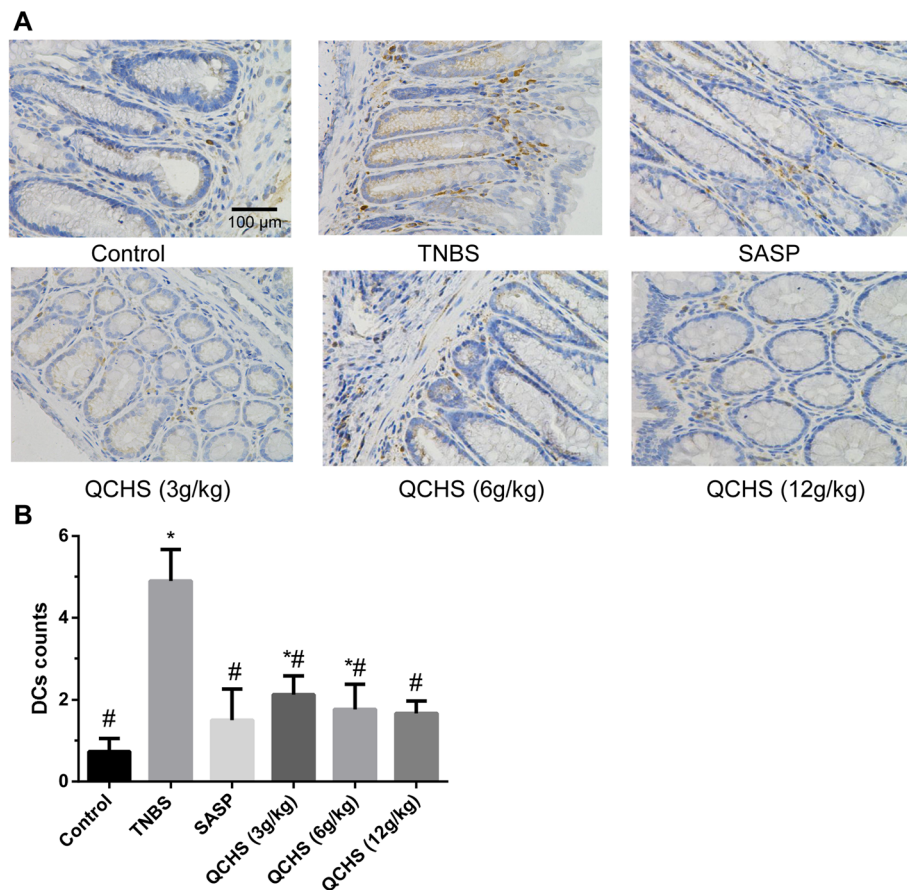 A
100 µm
Control
TNBS
SASP
QCHS (3g/kg)
QCHS (6g/kg)
QCHS (12g/kg)
B
DCs counts
6
4
2
0
#
*
#
*#
*#
#
Control
TNBS
SASP
QCHS (3g/kg)
QCHS (6g/kg)
QCHS (12g/kg)